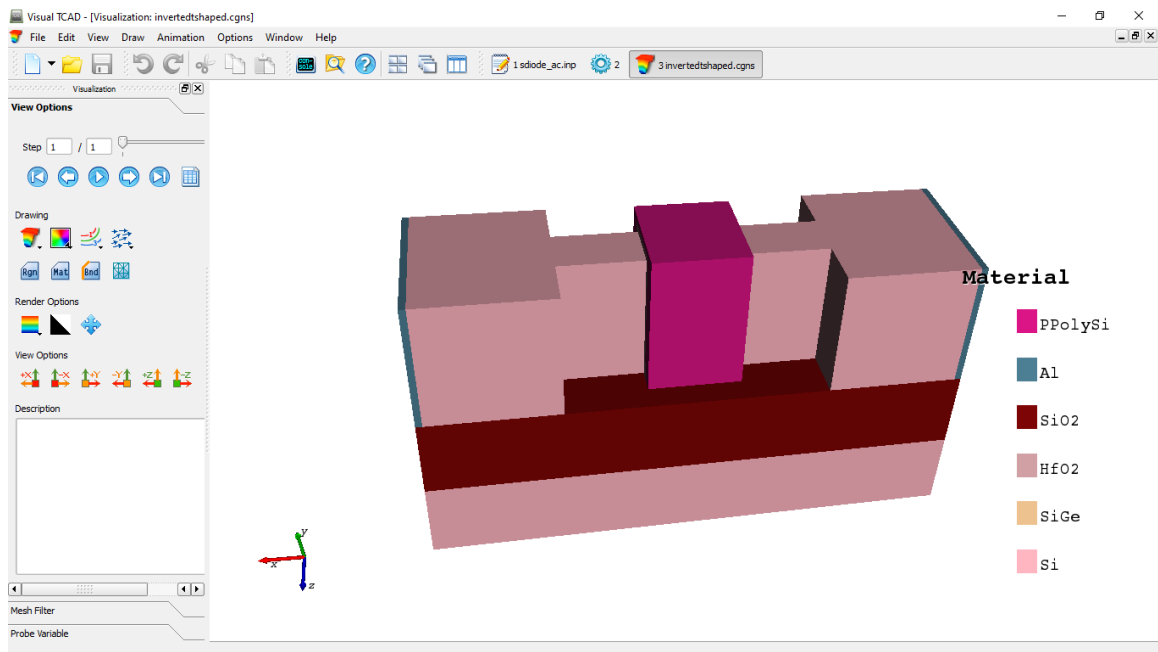 Visual TCAD - [Visualization: invertedtshaped.cgns]
File Edit View Draw Animation Options Window Help
con-
sole
1 sdiode_ac.inp 2 3 invertedtshaped.cgns
Visualization
View Options
Step 1 / 1
Drawing
Rgn Mat Bnd
Render Options
View Options
+X -X +Y -Y +Z -Z
Description
Mesh Filter
Probe Variable
Material
PPolySi
Al
SiO2
HfO2
SiGe
Si
y
x
z